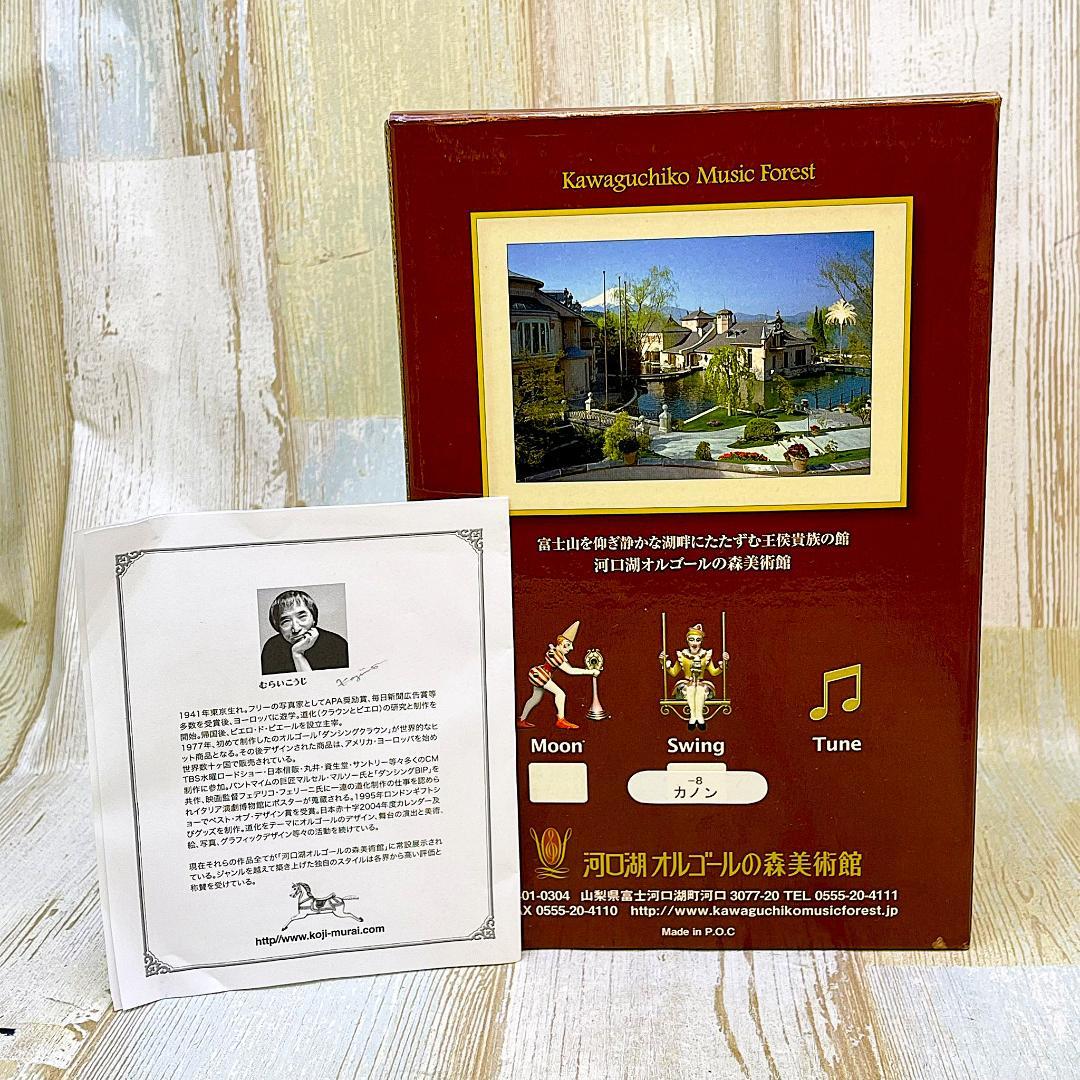 Kawaguchiko Music Forest
富士山を仰ぎ静かな湖畔にたたずむ王侯貴族の館
河口湖オルゴールの森美術館
Moon
Swing
Tune
-8
カノン
河口湖オルゴールの森美術館
01-0304 山梨県富士河口湖町河口 3077-20 TEL 0555-20-4111
AX 0555-20-4110 http://www.kawaguchikomusicforest.jp
Made in P.O.C
むらいこうじ
1941年東京生れ。フリーの写真家としてAPA奨励賞、毎日新聞広告賞等
多数を受賞後、ヨーロッパに遊学。道化(クラウンとピエロ)の研究と制作を
開始。帰国後、ピエロ・ド・ピエールを設立主宰。
1977年、初めて制作したのオルゴール「ダンシングクラウン」が世界的なヒ
ット商品となる。その後デザインされた商品は、アメリカ・ヨーロッパを始め
世界数十ヶ国で販売されている。
TBS水曜ロードショー・日本信販・丸井・資生堂・サントリー等々多くのCM
制作に参加。パントマイムの巨匠マルセル・マルソー氏と「ダンシングBIP」を
共作、映画監督フェデリコ・フェリーニ氏に一連の道化制作の仕事を認めら
れイタリア演劇博物館にポスターが蒐蔵される。1995年ロンドンギフトシ
ョーでベスト・オブ・デザイン賞を受賞。日本赤十字2004年度カレンダー及
びグッズを制作。道化をテーマにオルゴールのデザイン、舞台の演出と美術、
絵、写真、グラフィックデザイン等々の活動を続けている。
現在それらの作品全てが「河口湖オルゴールの森美術館」に常設展示され
ている。ジャンルを越えて築き上げた独自のスタイルは各界から高い評価と
称賛を受けている。
http//www.koji-murai.com